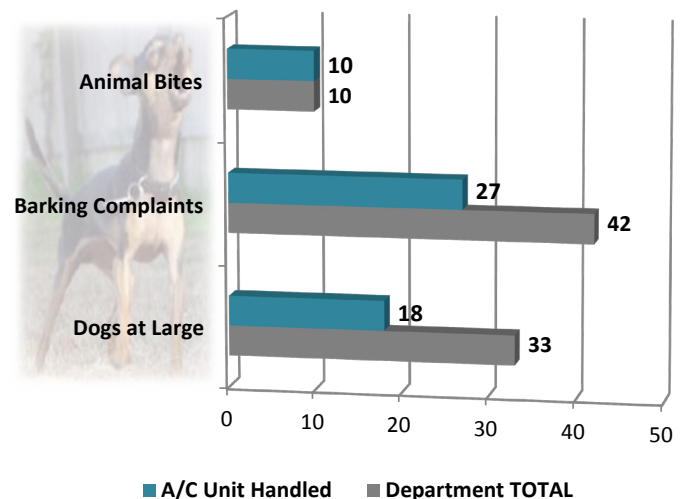 Animal Bites
10
10
Barking Complaints
27
42
Dogs at Large
18
33
0 10 20 30 40 50
A/C Unit Handled Department TOTAL